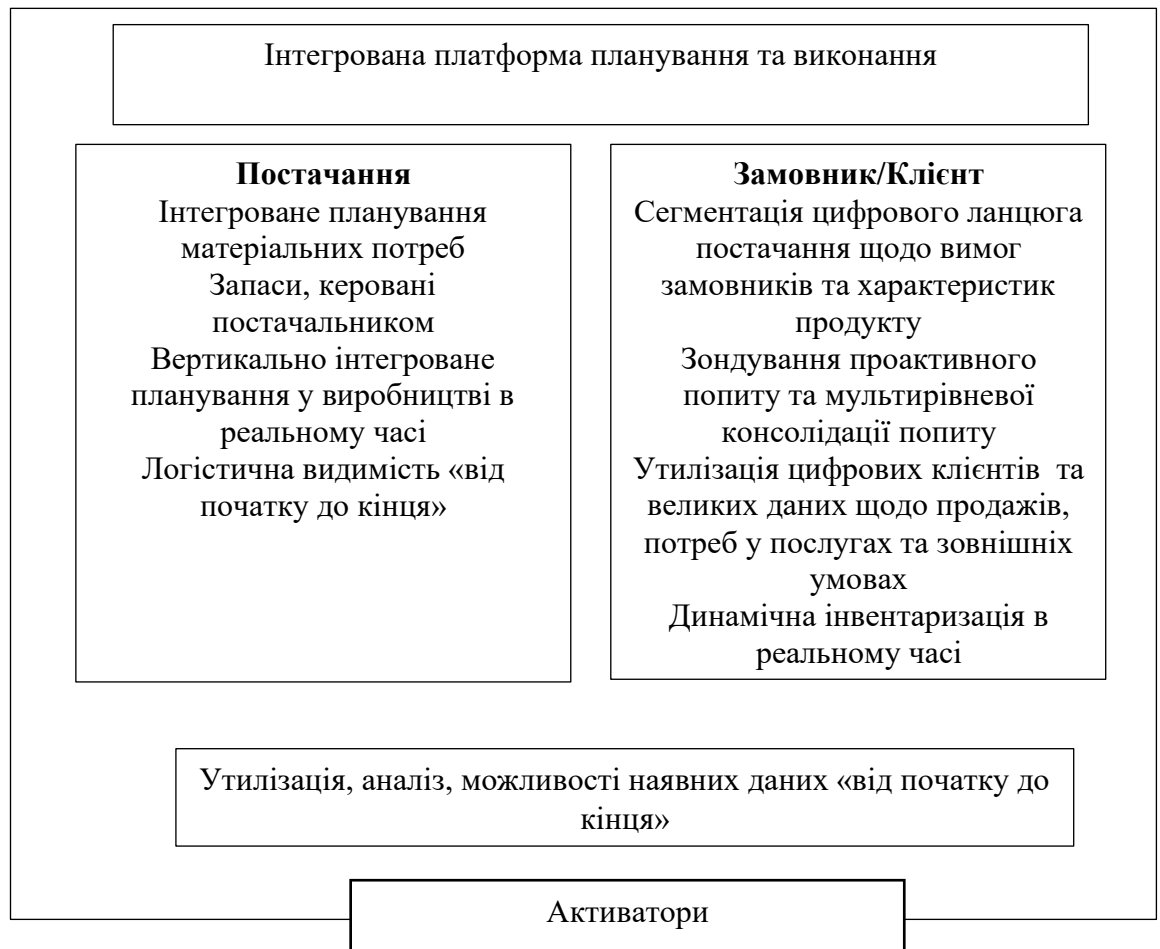 Інтегрована платформа планування та виконання
Постачання
Інтегроване планування
матеріальних потреб
Запаси, керовані
постачальником
Вертикально інтегроване
планування у виробництві в
реальному часі
Логістична видимість «від
початку до кінця»
Замовник/Клієнт
Сегментація цифрового ланцюга
постачання щодо вимог
замовників та характеристик
продукту
Зондування проактивного
попиту та мультирівневої
консолідації попиту
Утилізація цифрових клієнтів та
великих даних щодо продажів,
потреб у послугах та зовнішніх
умовах
Динамічна інвентаризація в
реальному часі
Утилізація, аналіз, можливості наявних даних «від початку до
кінця»
Активатори